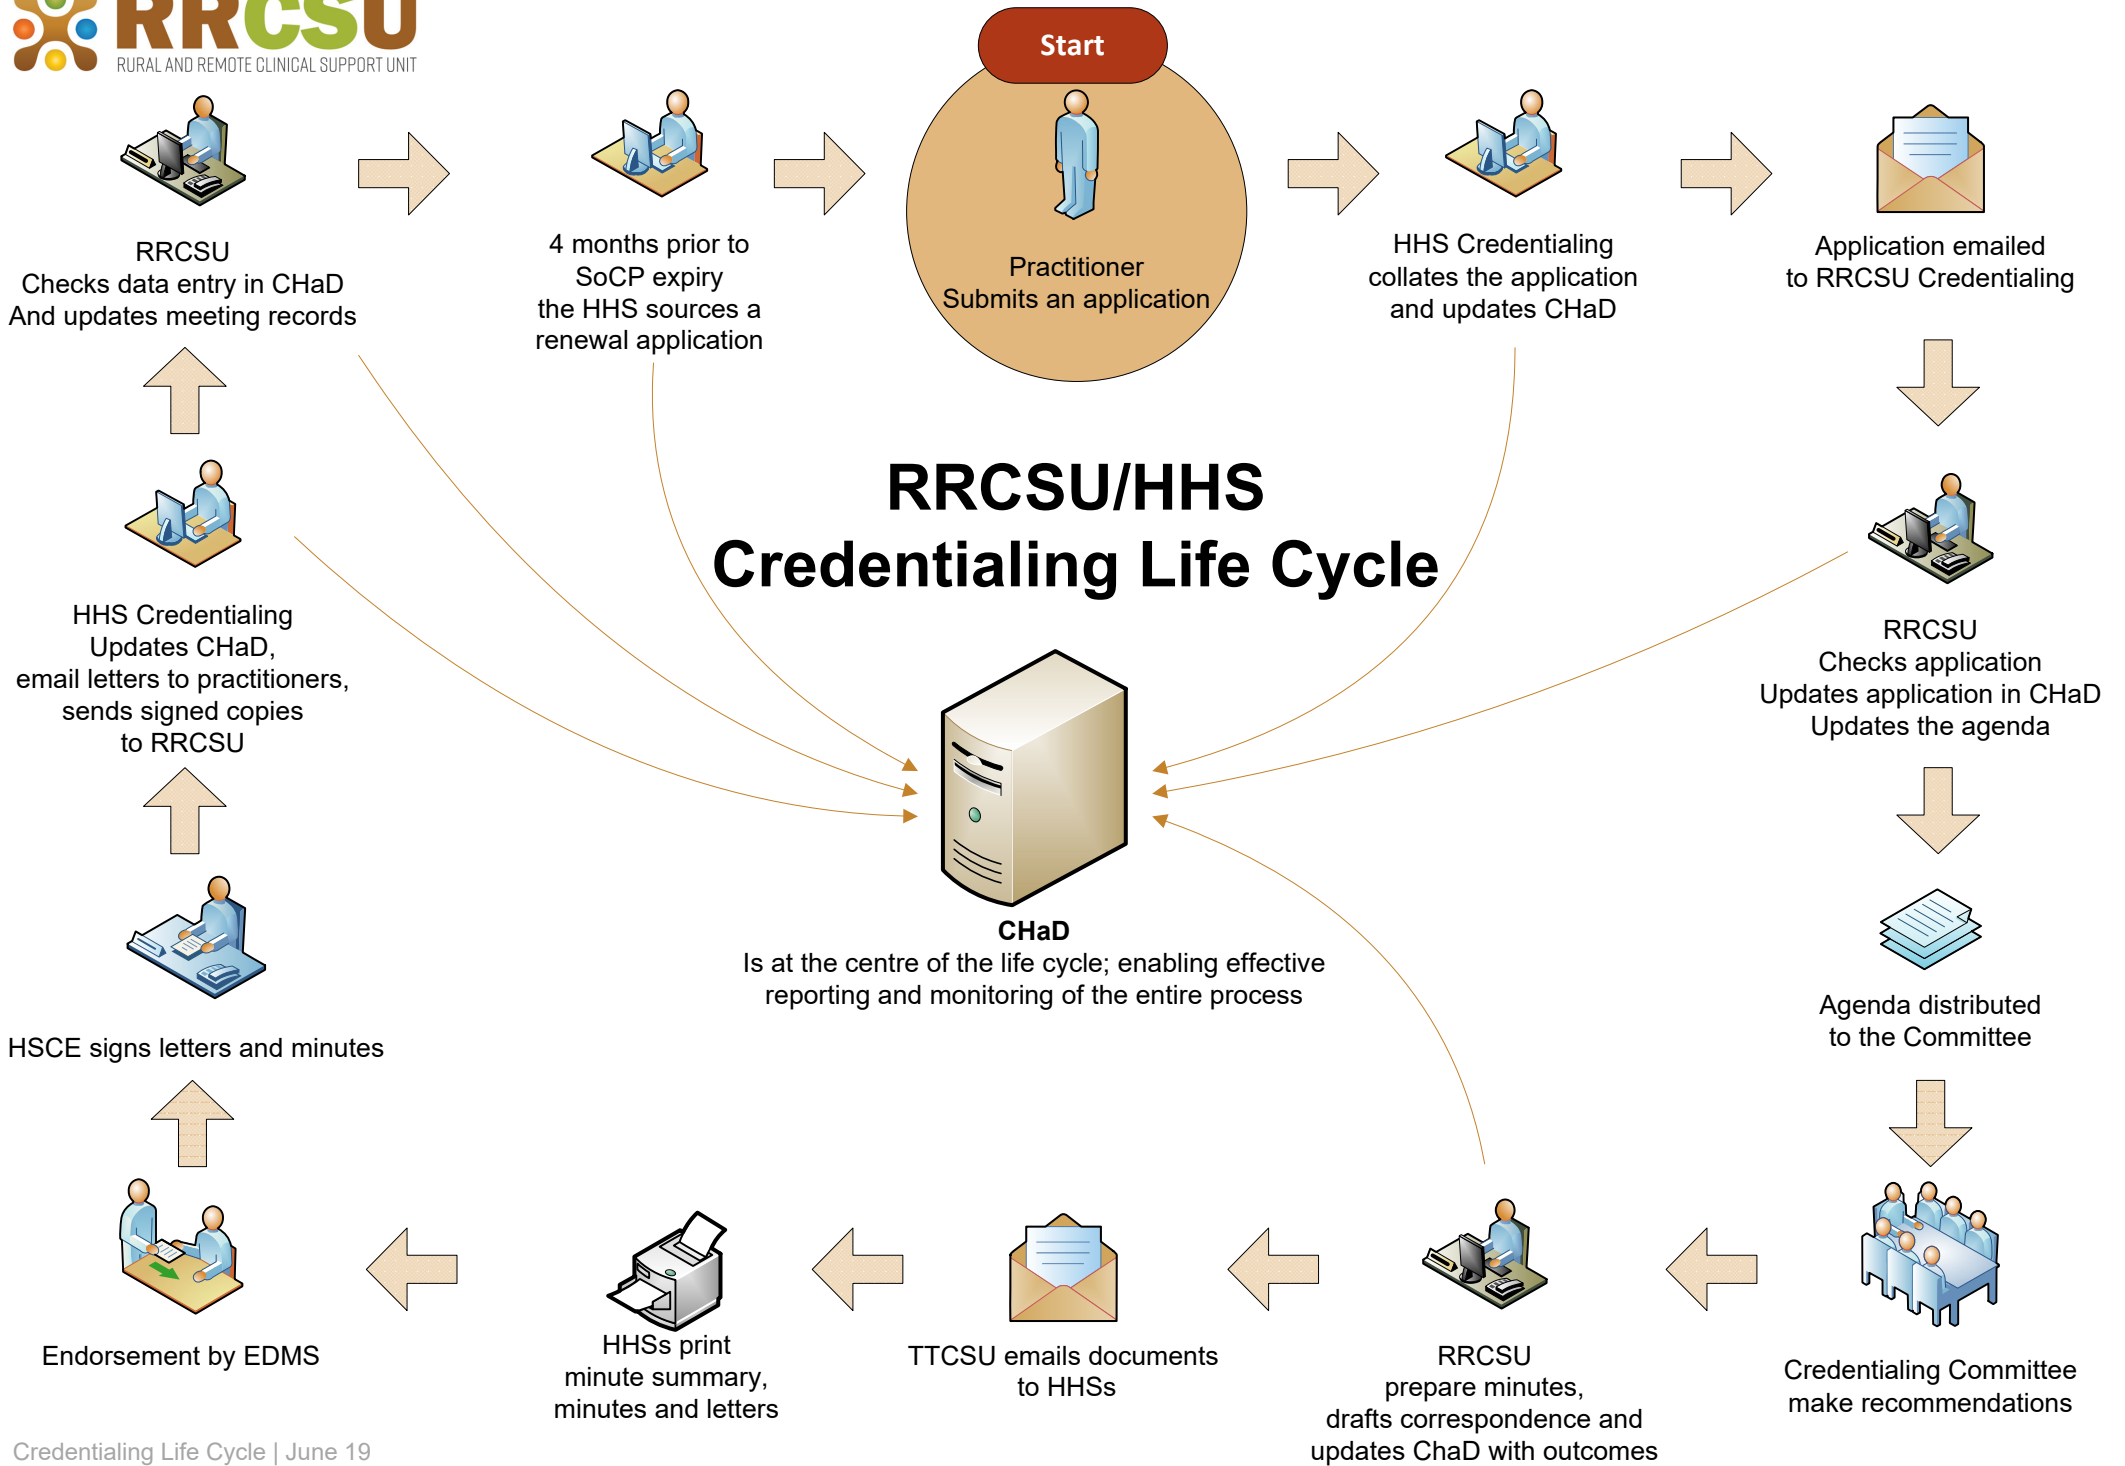 RRCSU
RURAL AND REMOTE CLINICAL SUPPORT UNIT
Start
Practitioner
Submits an application
HHS Credentialing
collates the application
and updates CHaD
Application emailed
to RRCSU Credentialing
RRCSU
Checks application
Updates application in CHaD
Updates the agenda
Agenda distributed
to the Committee
Credentialing Committee
make recommendations
RRCSU
prepare minutes,
drafts correspondence and
updates ChaD with outcomes
TTCSU emails documents
to HHSs
HHSs print
minute summary,
minutes and letters
Endorsement by EDMS
HSCE signs letters and minutes
HHS Credentialing
Updates CHaD,
email letters to practitioners,
sends signed copies
to RRCSU
RRCSU
Checks data entry in CHaD
And updates meeting records
4 months prior to
SoCP expiry
the HHS sources a
renewal application
RRCSU/HHS
Credentialing Life Cycle
CHaD
Is at the centre of the life cycle; enabling effective
reporting and monitoring of the entire process
Credentialing Life Cycle | June 19